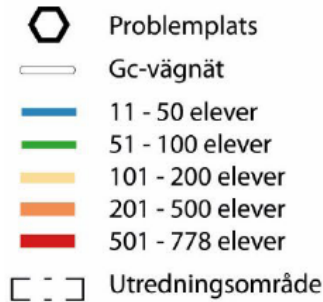 Problemplats
Gc-vägnät
11 - 50 elever
51 - 100 elever
101 - 200 elever
201 - 500 elever
501 - 778 elever
Utredningsområde